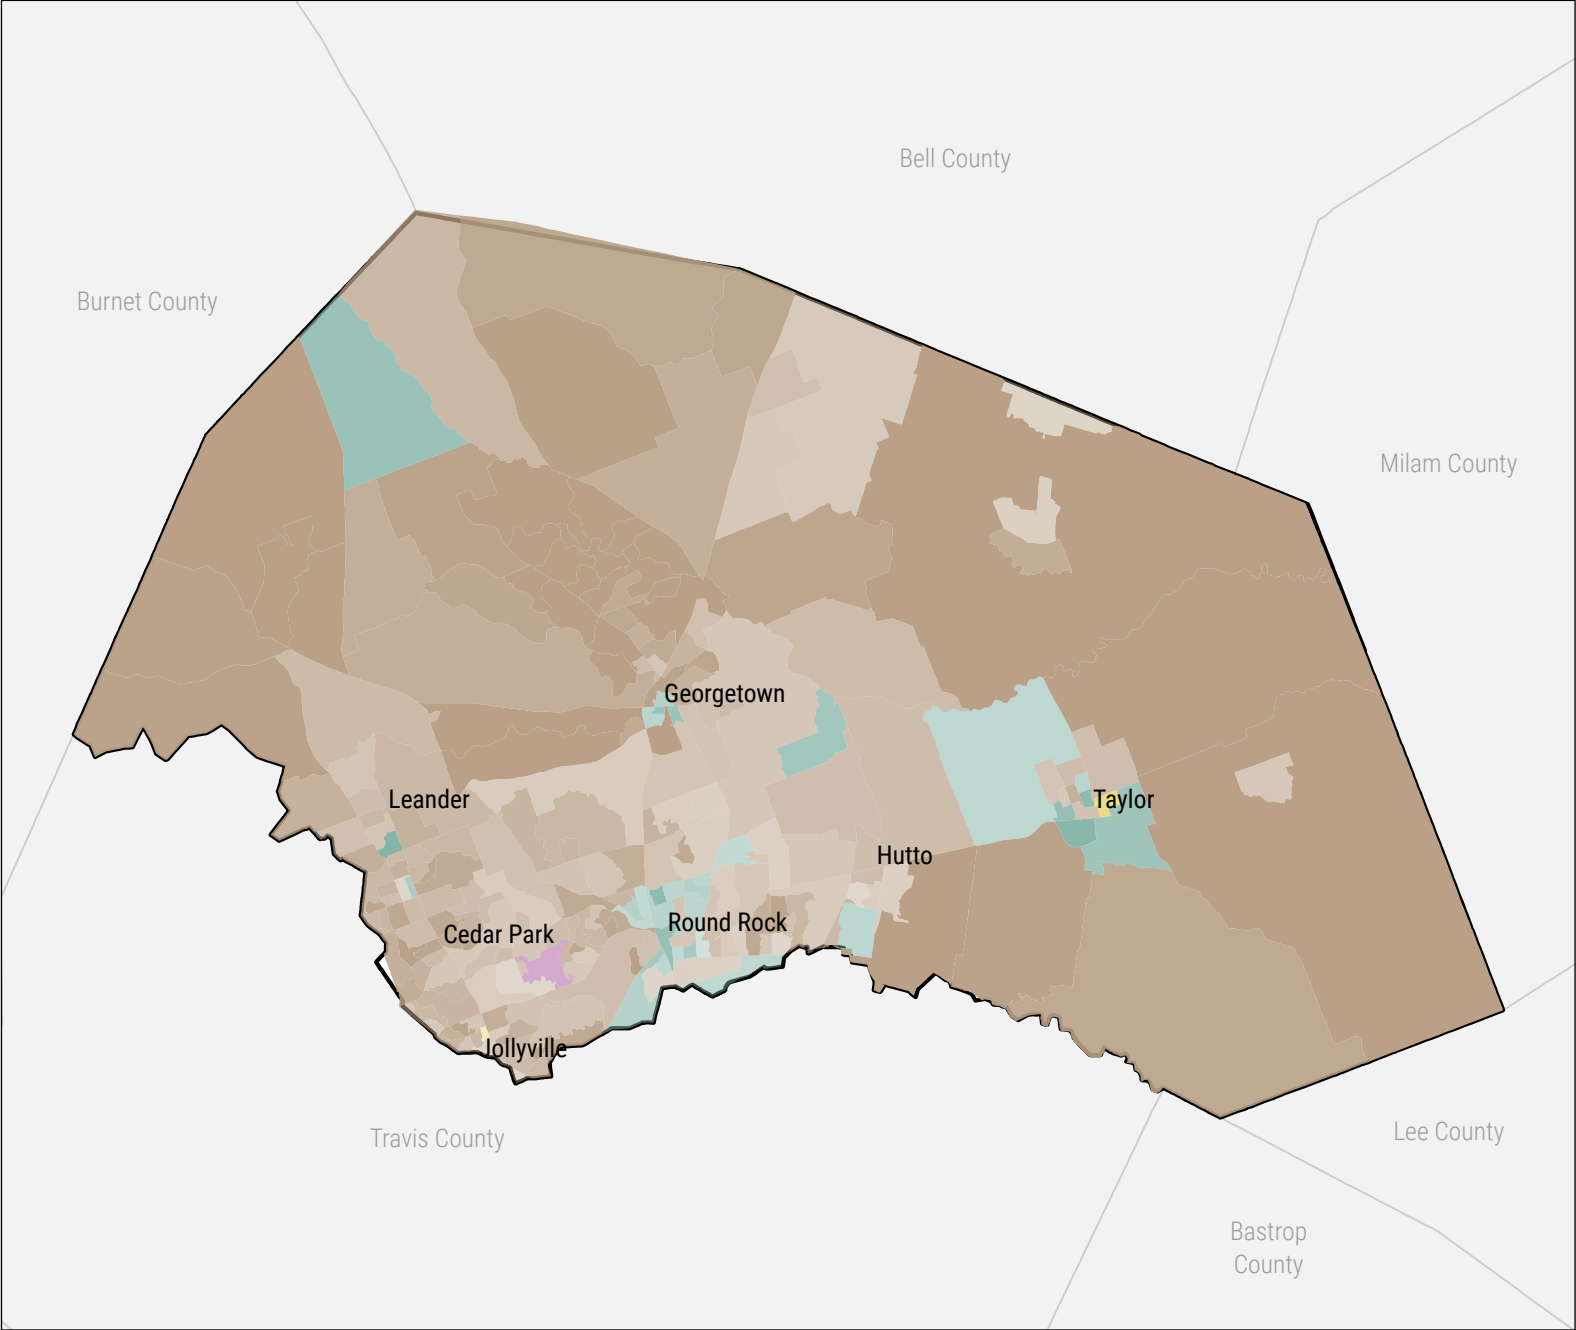 Bell County
Burnet County
Milam County
Georgetown
Leander
Taylor
Hutto
Round Rock
Cedar Park
Jollyville
Travis County
Lee County
Bastrop
County